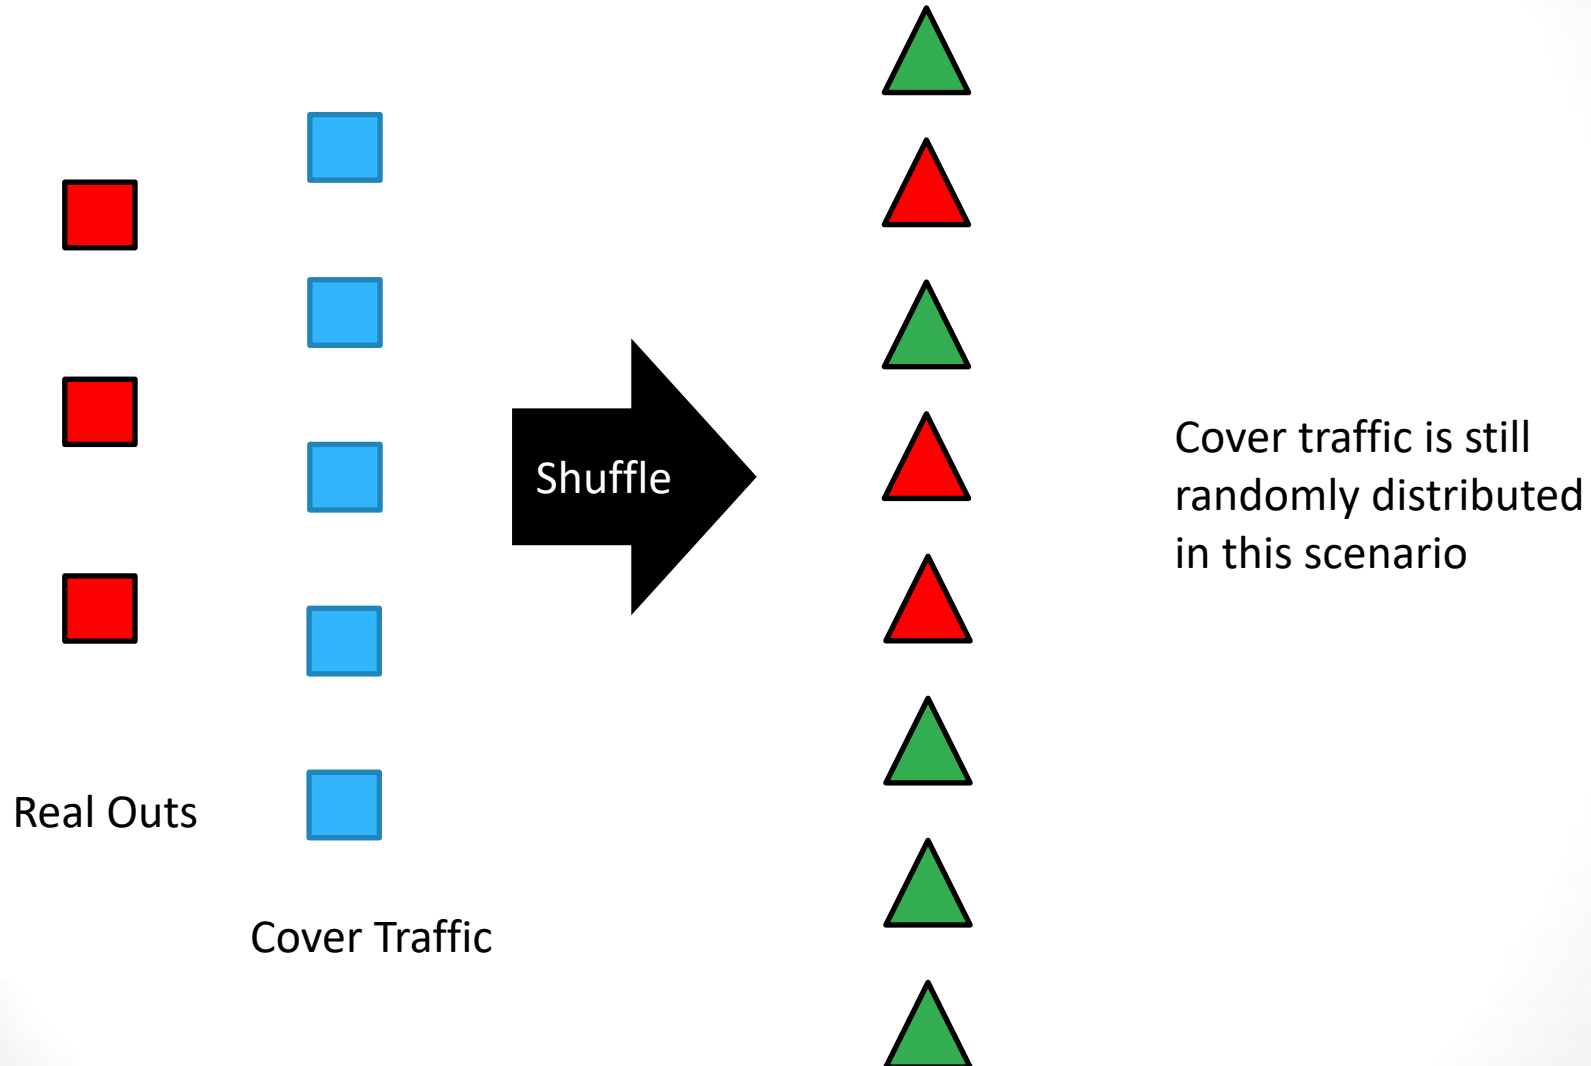 Real Outs
Cover Traffic
Shuffle
Cover traffic is still
randomly distributed
in this scenario